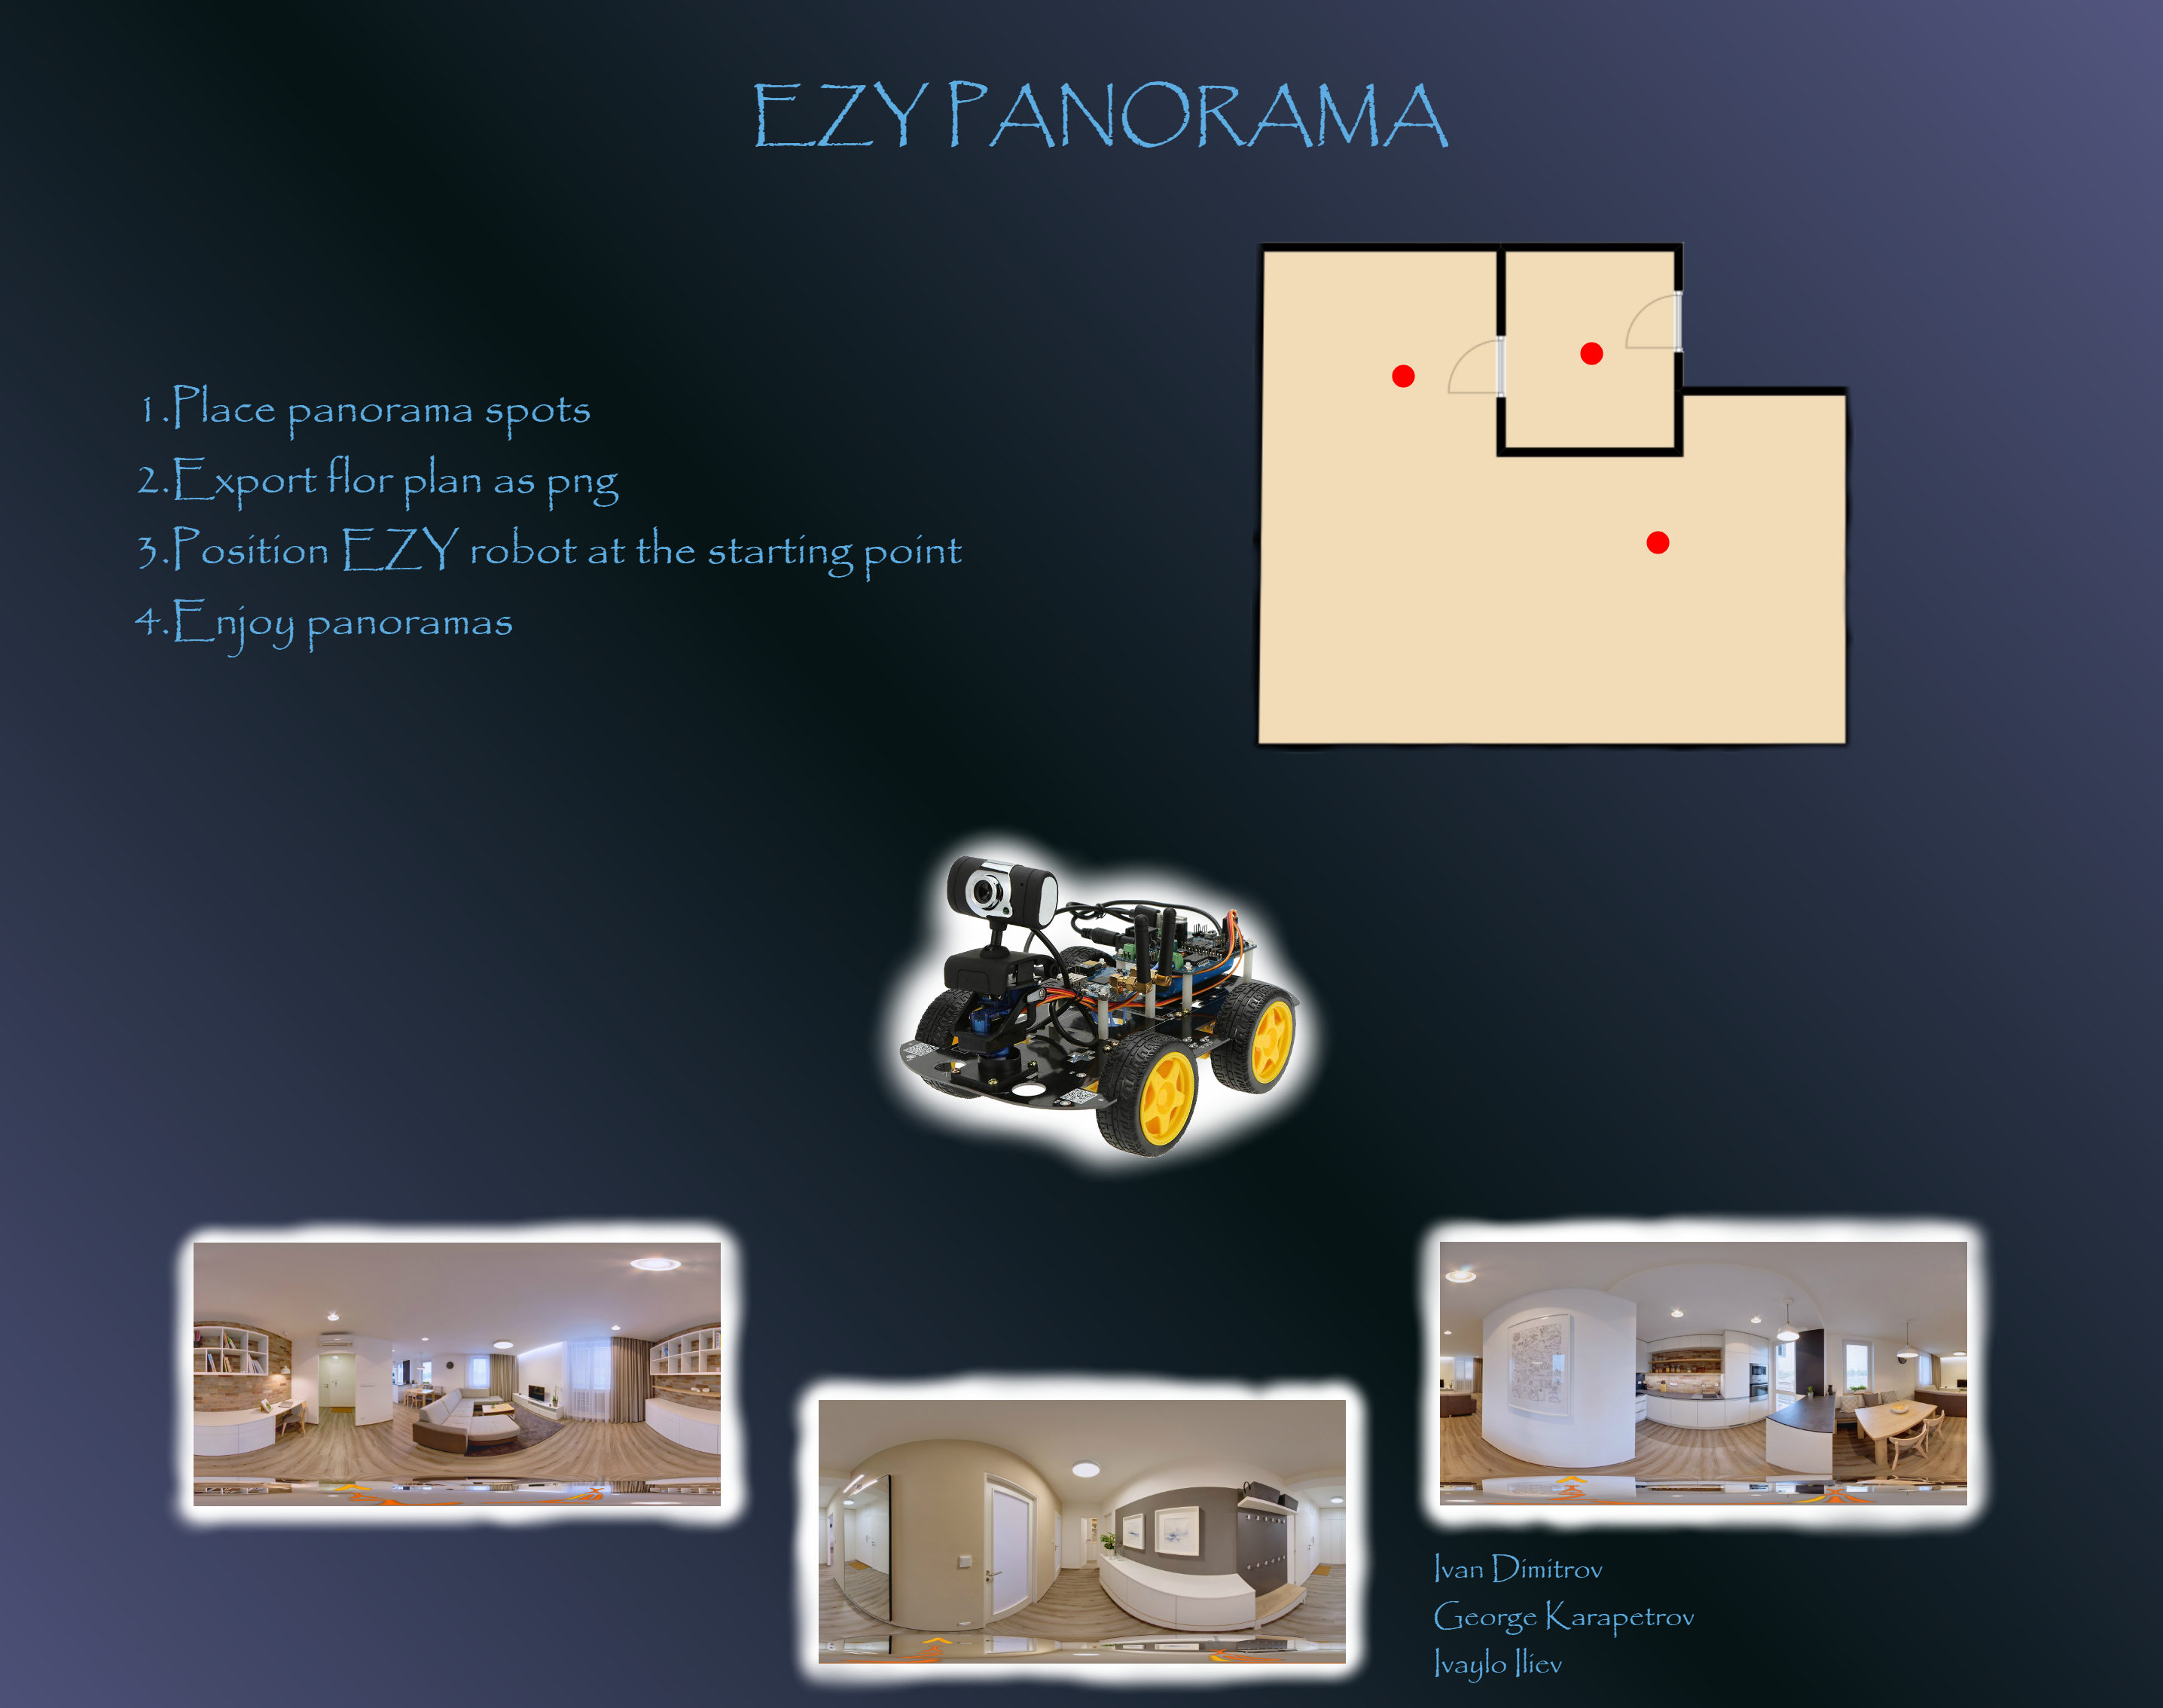 EZY PANORAMA
1.Place panorama spots
2.Export flor plan as png
3.Position EZY robot at the starting point
4.Enjoy panoramas
Ivan Dimitrov
George Karapetrov
Ivaylo Iliev